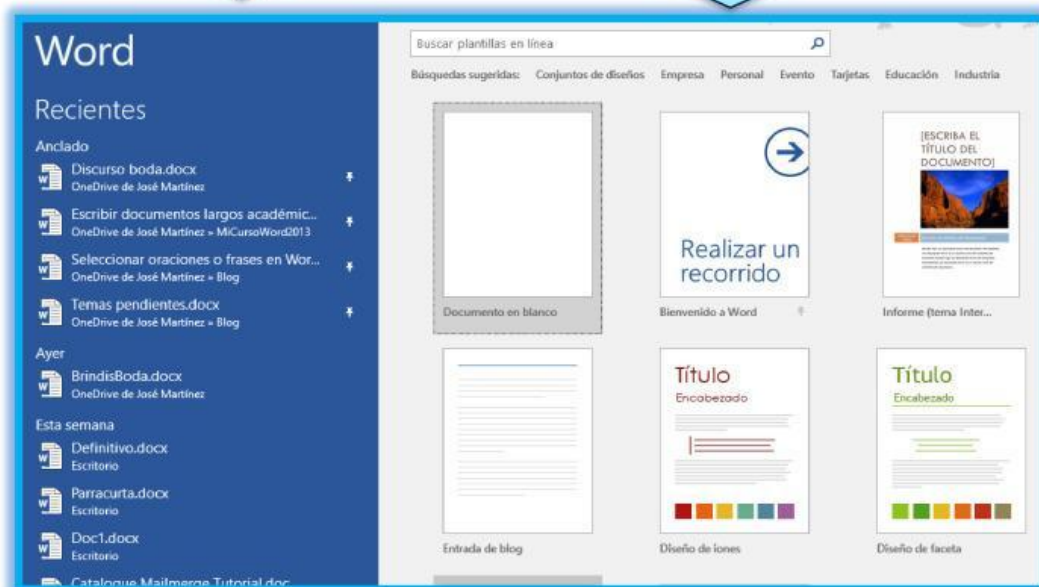 Word
Recientes
Anclado
Discurso boda.docx
OneDrive de José Martínez
Escribir documentos largos académic...
OneDrive de José Martínez » MiCursoWord2013
Seleccionar oraciones o frases en Wor...
OneDrive de José Martínez » Blog
Temas pendientes.docx
OneDrive de José Martínez » Blog
Ayer
BrindisBoda.docx
OneDrive de José Martínez
Esta semana
Definitivo.docx
Escritorio
Parracurta.docx
Escritorio
Doc1.docx
Escritorio
Catalogue Mailmerge Tutorial.doc
Buscar plantillas en línea
Búsquedas sugeridas: Conjuntos de diseños Empresa Personal Evento Tarjetas Educación Industria
Documento en blanco
Realizar un
recorrido
Bienvenido a Word
[ESCRIBA EL
TÍTULO DEL
DOCUMENTO]
Informe (tema Inter...
Entrada de blog
Título
Encabezado
Diseño de iones
Título
Encabezado
Diseño de faceta